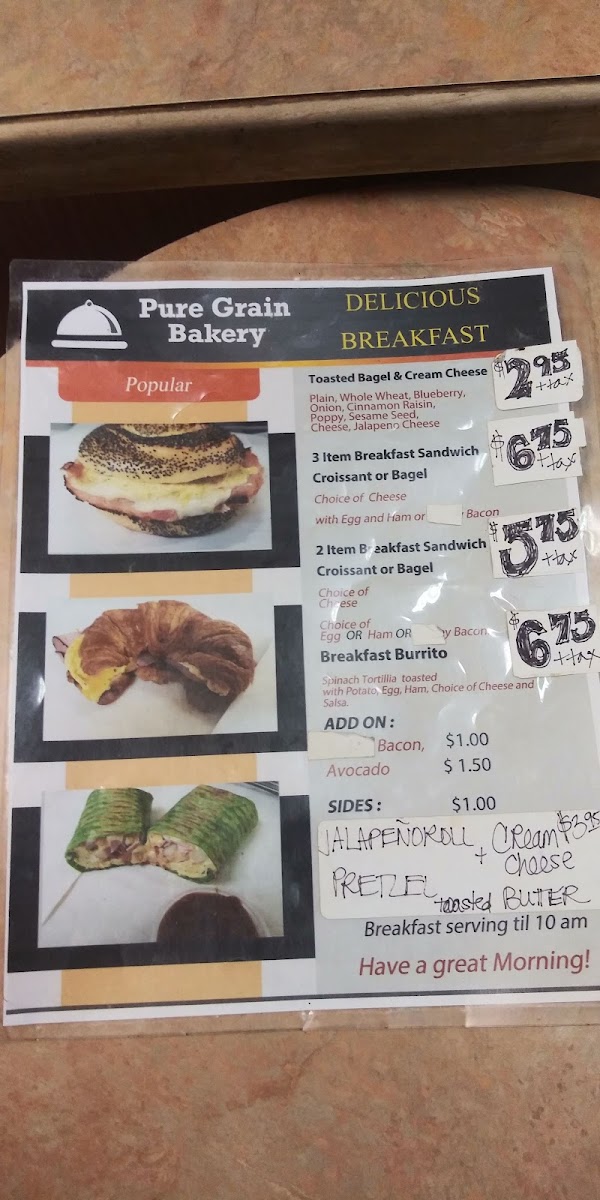 Pure Grain
Bakery
DELICIOUS
BREAKFAST
Popular
Toasted Bagel & Cream Cheese $2.95 + tax
Plain, Whole Wheat, Blueberry,
Onion, Cinnamon Raisin,
Poppy, Sesame Seed,
Cheese, Jalapeno Cheese
3 Item Breakfast Sandwich $6.75 + tax
Croissant or Bagel
Choice of Cheese
with Egg and Ham or Bacon
2 Item Breakfast Sandwich $5.75 + tax
Croissant or Bagel
Choice of
Cheese
Choice of
Egg OR Ham OR y Bacon
Breakfast Burrito $6.75 + tax
Spinach Tortillia toasted
with Potato, Egg, Ham, Choice of Cheese and
Salsa.
ADD ON :
Bacon, $1.00
Avocado $ 1.50
SIDES : $1.00
JALAPEÑO ROLL + Cream Cheese $3.95
PRETZEL toasted BUTTER
Breakfast serving til 10 am
Have a great Morning!